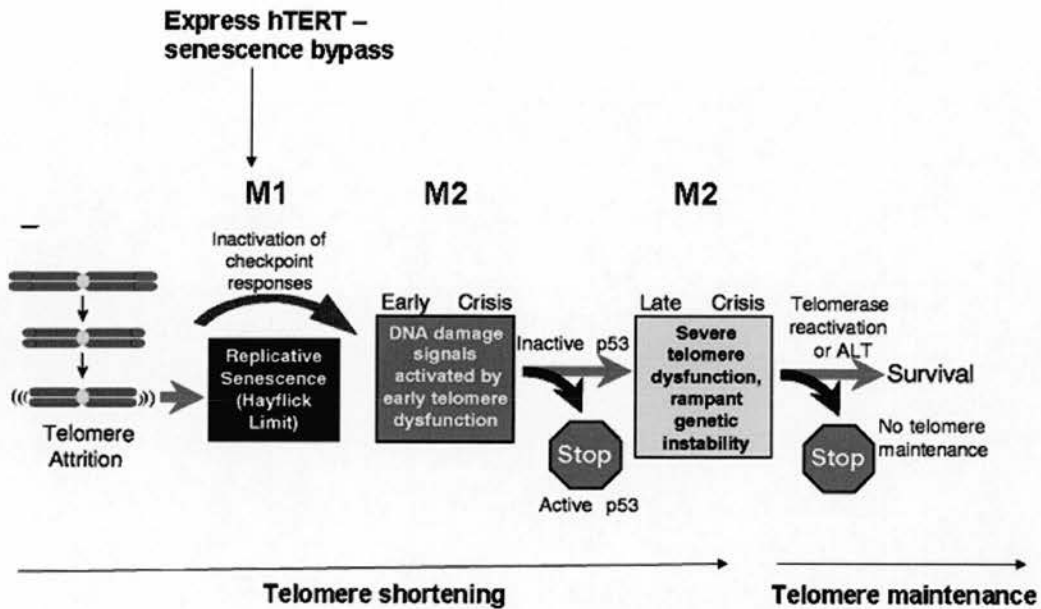 Express hTERT –
senescence bypass
M1
M2
M2
Inactivation of
checkpoint
responses
Early Crisis
Late Crisis
Telomerase
reactivation
or ALT
Replicative
Senescence
(Hayflick
Limit)
DNA damage
signals
activated by
early telomere
dysfunction
Inactive p53
Severe
telomere
dysfunction,
rampant
genetic
instability
Survival
Telomere
Attrition
Stop
Active p53
Stop
No telomere
maintenance
Telomere shortening
Telomere maintenance